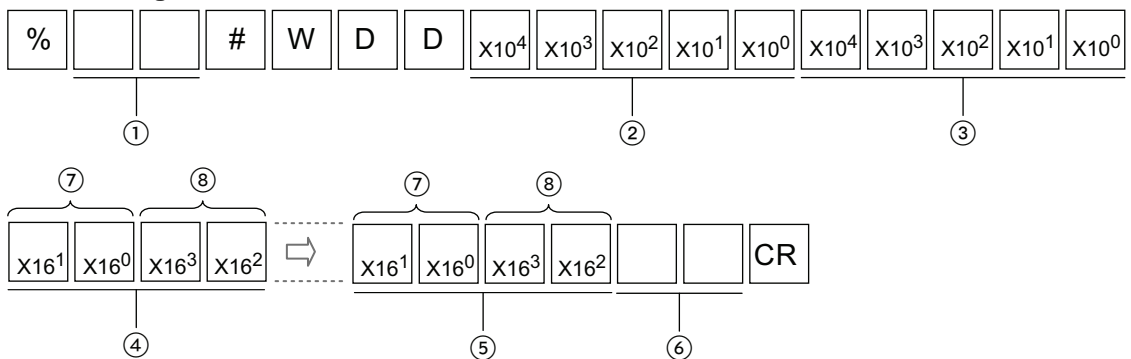 % # W D D X10⁴ X10³ X10² X10¹ X10⁰ X10⁴ X10³ X10² X10¹ X10⁰
① ② ③
⑦ ⑧ ⑦ ⑧
X16¹ X16⁰ X16³ X16² X16¹ X16⁰ X16³ X16² CR
④ ⑤ ⑥